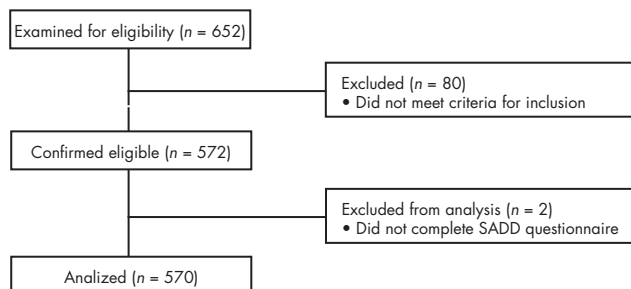 Examined for eligibility (n = 652)
Excluded (n = 80)
• Did not meet criteria for inclusion
Confirmed eligible (n = 572)
Excluded from analysis (n = 2)
• Did not complete SADD questionnaire
Analized (n = 570)